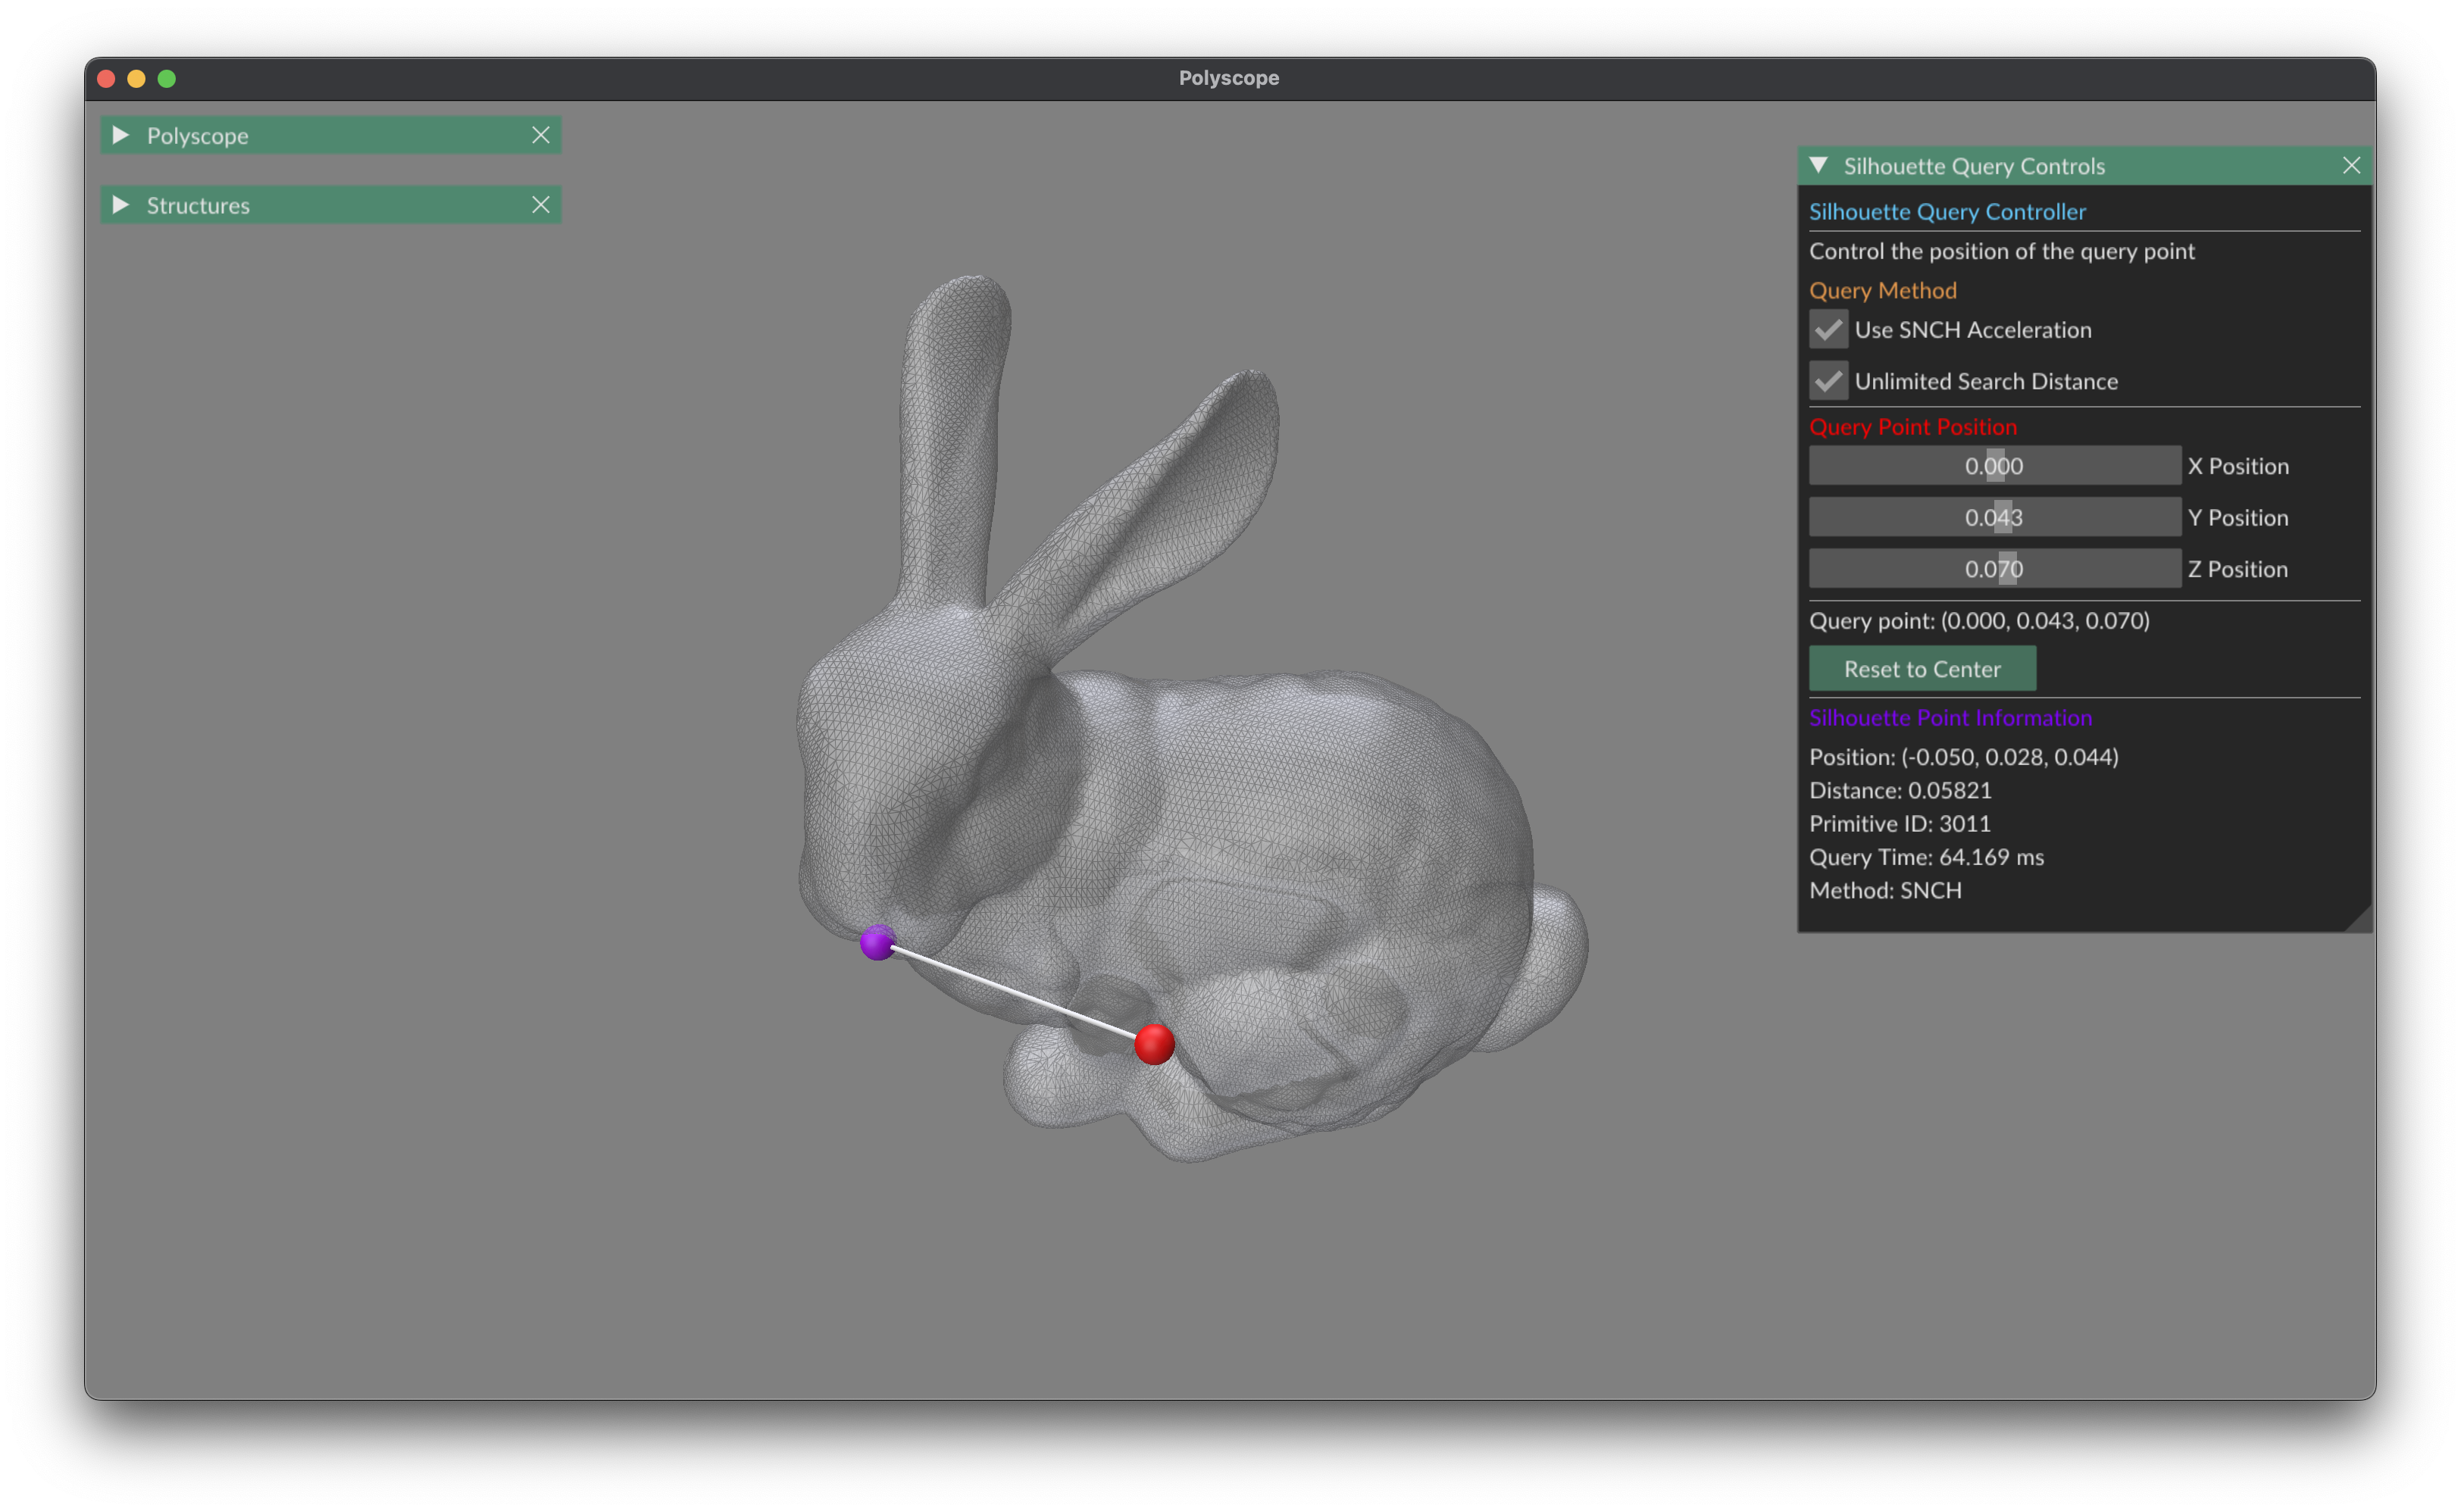 Polyscope
Polyscope
Structures
Silhouette Query Controls
Silhouette Query Controller
Control the position of the query point
Query Method
Use SNCH Acceleration
Unlimited Search Distance
Query Point Position
0.000 X Position
0.043 Y Position
0.070 Z Position
Query point: (0.000, 0.043, 0.070)
Reset to Center
Silhouette Point Information
Position: (-0.050, 0.028, 0.044)
Distance: 0.05821
Primitive ID: 3011
Query Time: 64.169 ms
Method: SNCH